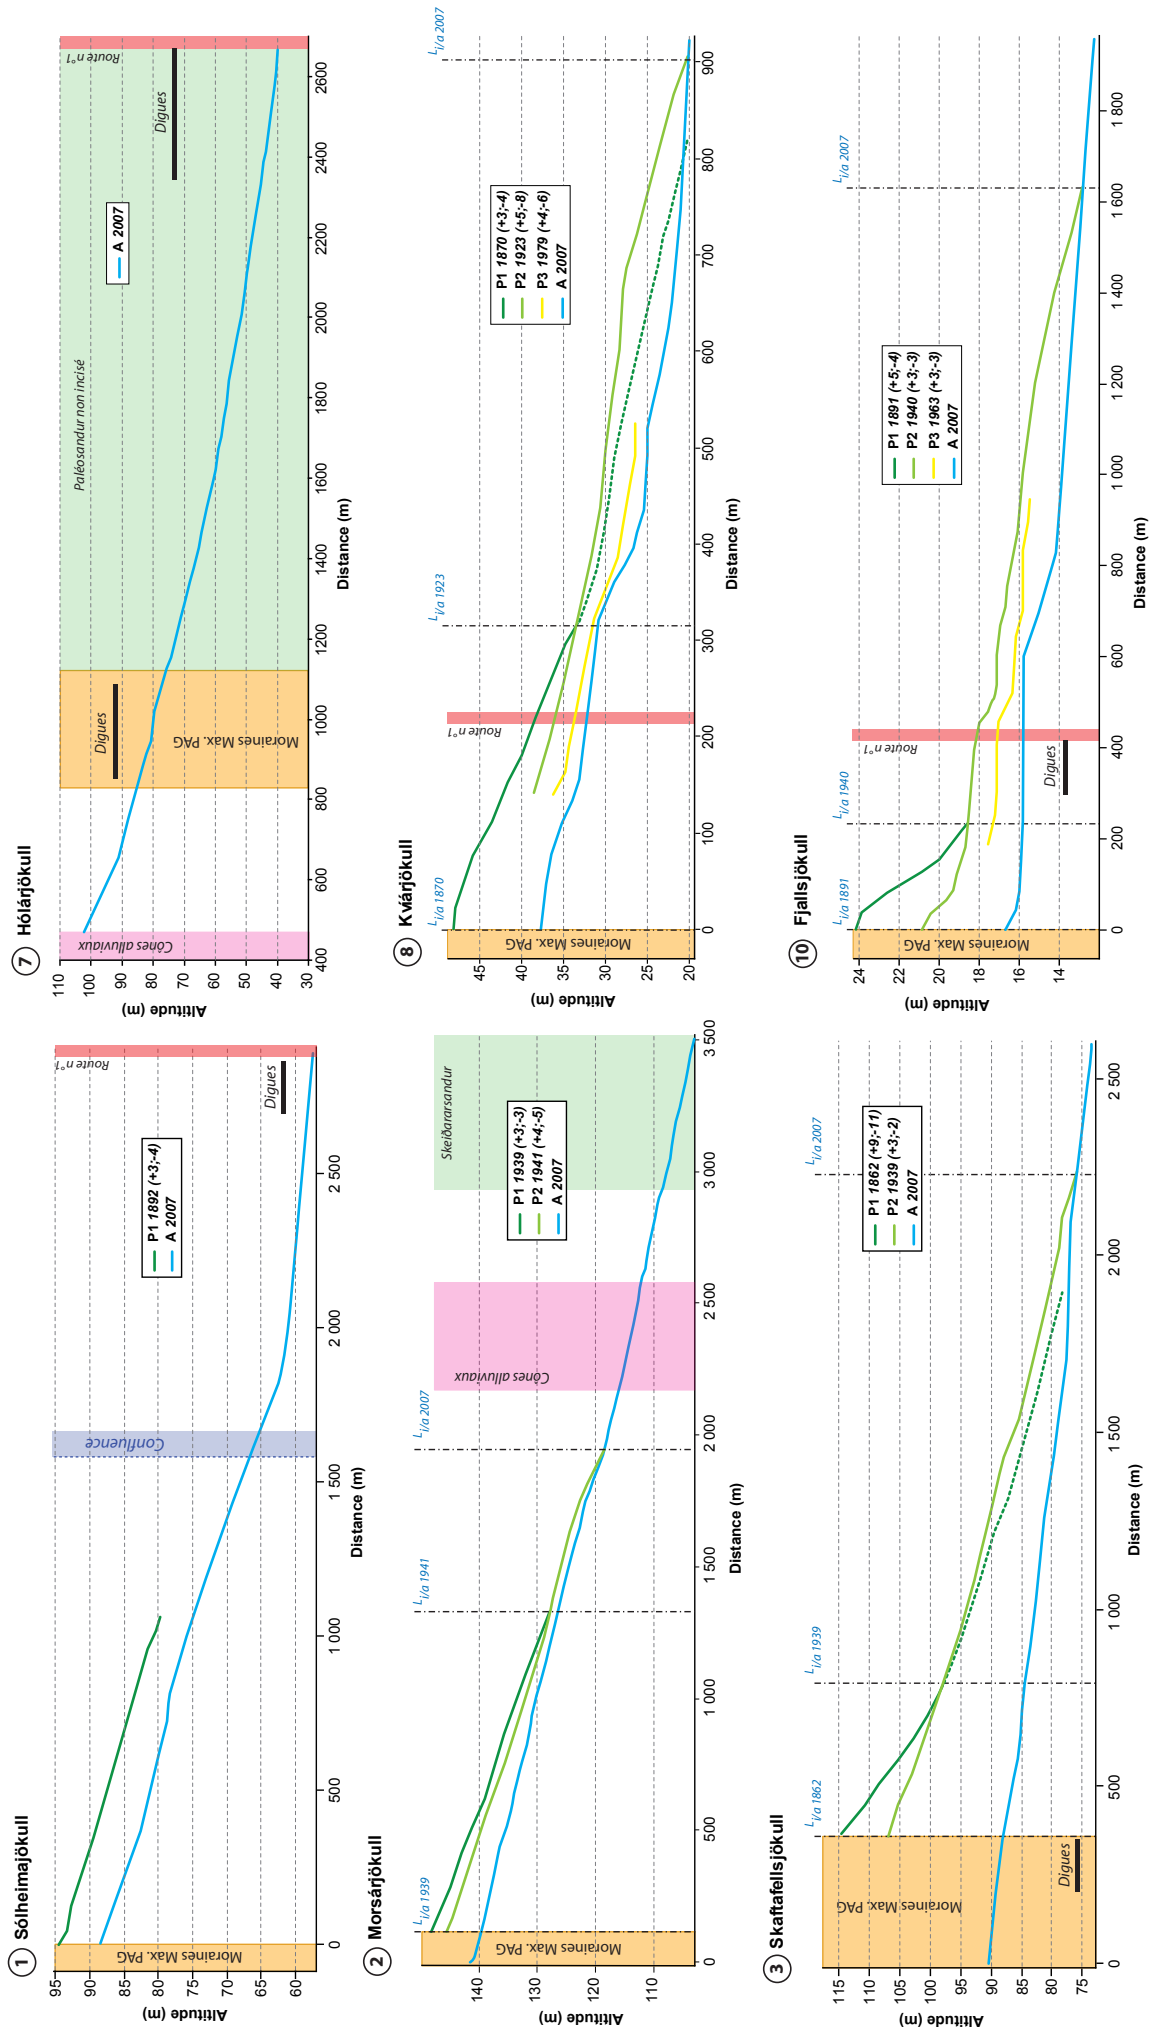 1 Sólheimajökull
Altitude (m)
95
90
85
80
75
70
65
60
Moraines Max. PAG
Confluence
Route n°1
Digues
P1 1892 (+3;-4)
A 2007
0
500
1 000
1 500
2 000
2 500
Distance (m)
2 Morsárjökull
Altitude (m)
140
130
120
110
Moraines Max. PAG
Li/a 1939
Li/a 1941
Li/a 2007
Cônes alluviaux
Skeiðararsandur
P1 1939 (+3;-3)
P2 1941 (+4;-5)
A 2007
0
500
1 000
1 500
2 000
2 500
3 000
3 500
Distance (m)
3 Skaftafellsjökull
Altitude (m)
115
110
105
100
95
90
85
80
75
Moraines Max. PAG
Digues
Li/a 1862
Li/a 1939
Li/a 2007
P1 1862 (+9;-11)
P2 1939 (+3;-2)
A 2007
0
500
1 000
1 500
2 000
2 500
Distance (m)
7 Hólárjökull
Altitude (m)
110
100
90
80
70
60
50
40
30
Cônes alluviaux
Digues
Moraines Max. PAG
Paléosandur non incisé
A 2007
Digues
Route n°1
400
600
800
1000
1200
1400
1600
1800
2000
2200
2400
2600
Distance (m)
8 Kvíárjökull
Altitude (m)
45
40
35
30
25
20
Moraines Max. PAG
Li/a 1870
Route n°1
Li/a 1923
Li/a 2007
P1 1870 (+3;-4)
P2 1923 (+5;-8)
P3 1979 (+4;-6)
A 2007
0
100
200
300
400
500
600
700
800
900
Distance (m)
10 Fjallsjökull
Altitude (m)
24
22
20
18
16
14
Moraines Max. PAG
Li/a 1891
Li/a 1940
Route n°1
Digues
Li/a 2007
P1 1891 (+5;-4)
P2 1940 (+3;-3)
P3 1963 (+3;-3)
A 2007
0
200
400
600
800
1 000
1 200
1 400
1 600
1 800
Distance (m)